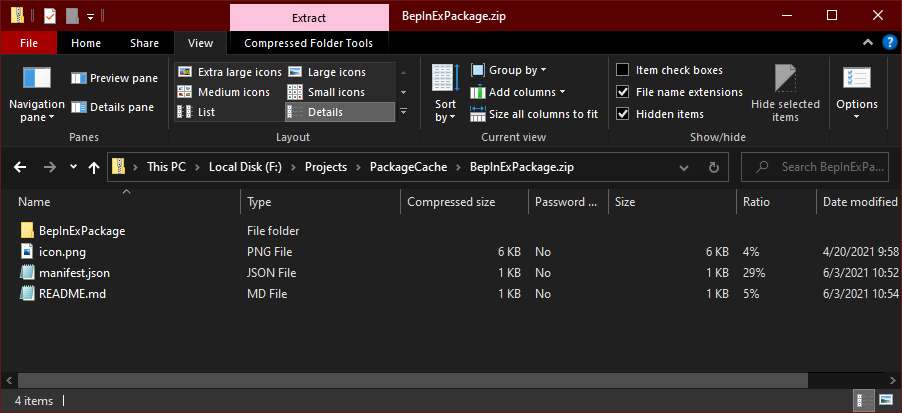 Extract
BepInExPackage.zip
File
Home
Share
View
Compressed Folder Tools
Navigation pane
Preview pane
Details pane
Panes
Extra large icons
Large icons
Medium icons
Small icons
List
Details
Layout
Sort by
Group by
Add columns
Size all columns to fit
Current view
Item check boxes
File name extensions
Hidden items
Hide selected items
Show/hide
Options
This PC
Local Disk (F:)
Projects
PackageCache
BepInExPackage.zip
Search BepInExPa...
Name Type Compressed size Password ... Size Ratio Date modified
BepInExPackage File folder
icon.png PNG File 6 KB No 6 KB 4% 4/20/2021 9:58
manifest.json JSON File 1 KB No 1 KB 29% 6/3/2021 10:52
README.md MD File 1 KB No 1 KB 5% 6/3/2021 10:54
4 items